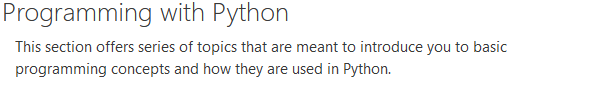 Programming with Python
This section offers series of topics that are meant to introduce you to basic
programming concepts and how they are used in Python.